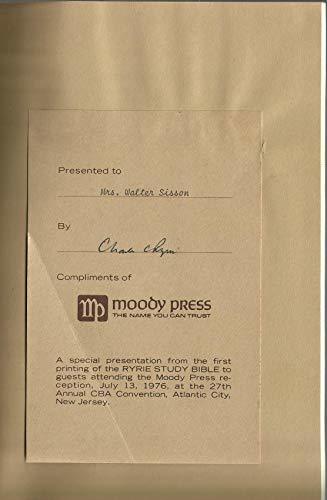 Presented to
Mrs. Walter Sisson
By
Compliments of
mp moody press
THE NAME YOU CAN TRUST
A special presentation from the first
printing of the RYRIE STUDY BIBLE to
guests attending the Moody Press re-
ception, July 13, 1976, at the 27th
Annual CBA Convention, Atlantic City,
New Jersey.